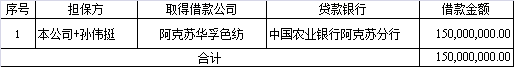 序号 担保方 取得借款公司 贷款银行 借款金额
1 本公司+孙伟挺 阿克苏华孚色纺 中国农业银行阿克苏分行 150,000,000.00
合计 150,000,000.00